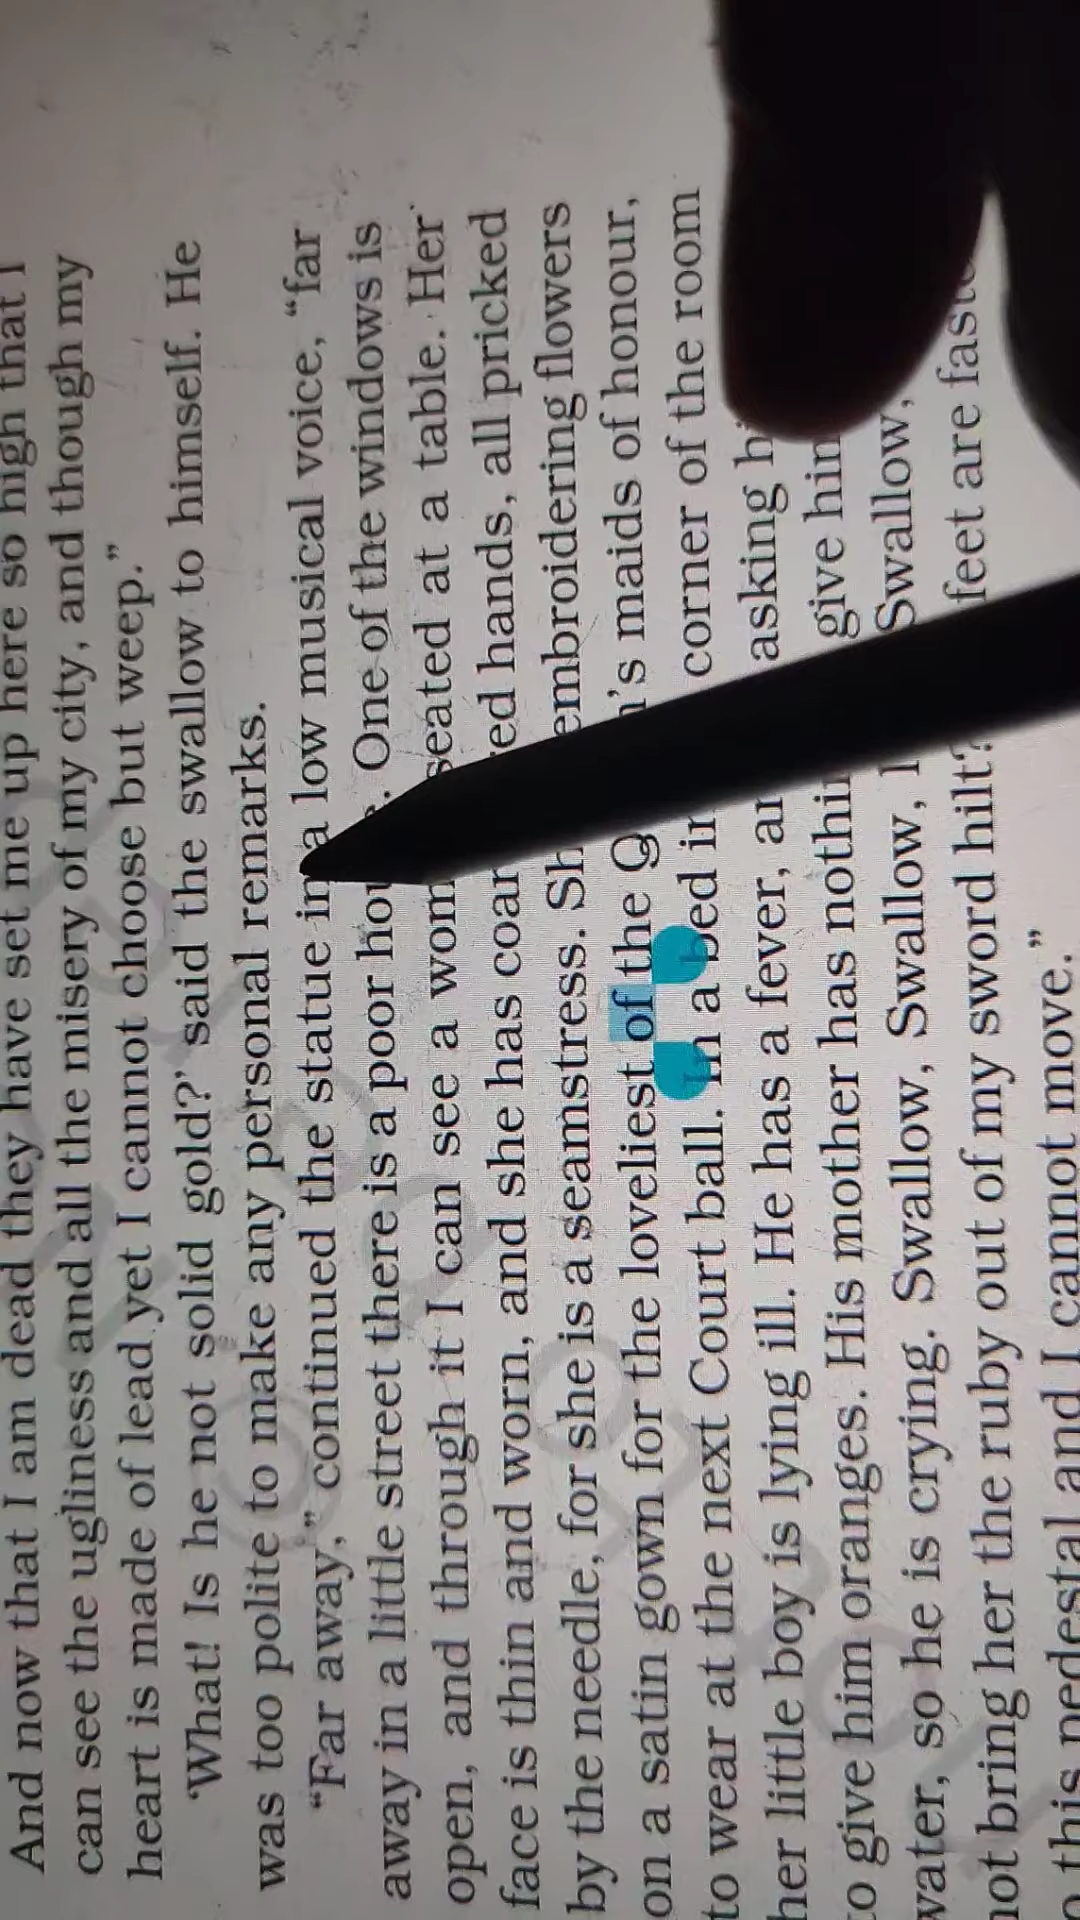 And now that I am dead they have set me up here so high that I
can see the ugliness and all the misery of my city, and though my
heart is made of lead yet I cannot choose but weep.”
‘What! Is he not solid gold?’ said the swallow to himself. He
was too polite to make any personal remarks.
“Far away,” continued the statue in a low musical voice, “far
away in a little street there is a poor hou . One of the windows is
open, and through it I can see a wom seated at a table. Her
face is thin and worn, and she has coar red hands, all pricked
by the needle, for she is a seamstress. Sh embroidering flowers
on a satin gown for the loveliest of the Q n’s maids of honour,
to wear at the next Court ball. In a bed in corner of the room
her little boy is lying ill. He has a fever, an asking
to give him oranges. His mother has nothi give him
water, so he is crying. Swallow, Swallow, Swallow,
not bring her the ruby out of my sword hilt? feet are
to this pedestal and I cannot move.”